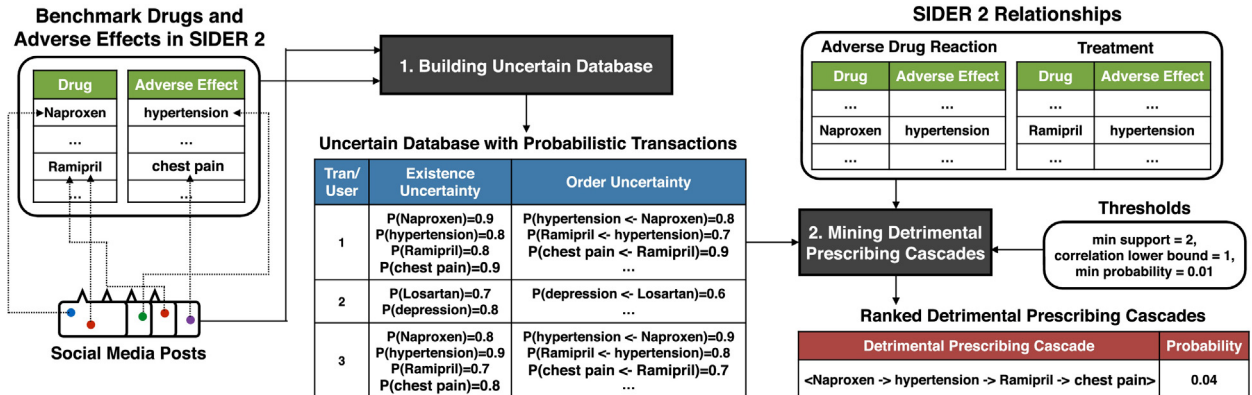 Benchmark Drugs and
Adverse Effects in SIDER 2
Drug
Adverse Effect
Naproxen
hypertension
...
...
Ramipril
chest pain
...
...
Social Media Posts
1. Building Uncertain Database
Uncertain Database with Probabilistic Transactions
Tran/
User
Existence
Uncertainty
Order Uncertainty
1
P(Naproxen)=0.9
P(hypertension)=0.8
P(Ramipril)=0.8
P(chest pain)=0.9
P(hypertension <- Naproxen)=0.8
P(Ramipril <- hypertension)=0.7
P(chest pain <- Ramipril)=0.9
...
2
P(Losartan)=0.7
P(depression)=0.8
P(depression <- Losartan)=0.6
...
3
P(Naproxen)=0.8
P(hypertension)=0.9
P(Ramipril)=0.7
P(chest pain)=0.8
P(hypertension <- Naproxen)=0.9
P(Ramipril <- hypertension)=0.8
P(chest pain <- Ramipril)=0.7
...
SIDER 2 Relationships
Adverse Drug Reaction
Drug
Adverse Effect
...
...
Naproxen
hypertension
...
...
Treatment
Drug
Adverse Effect
...
...
Ramipril
hypertension
...
...
2. Mining Detrimental
Prescribing Cascades
Thresholds
min support = 2,
correlation lower bound = 1,
min probability = 0.01
Ranked Detrimental Prescribing Cascades
Detrimental Prescribing Cascade
Probability
<Naproxen -> hypertension -> Ramipril -> chest pain>
0.04